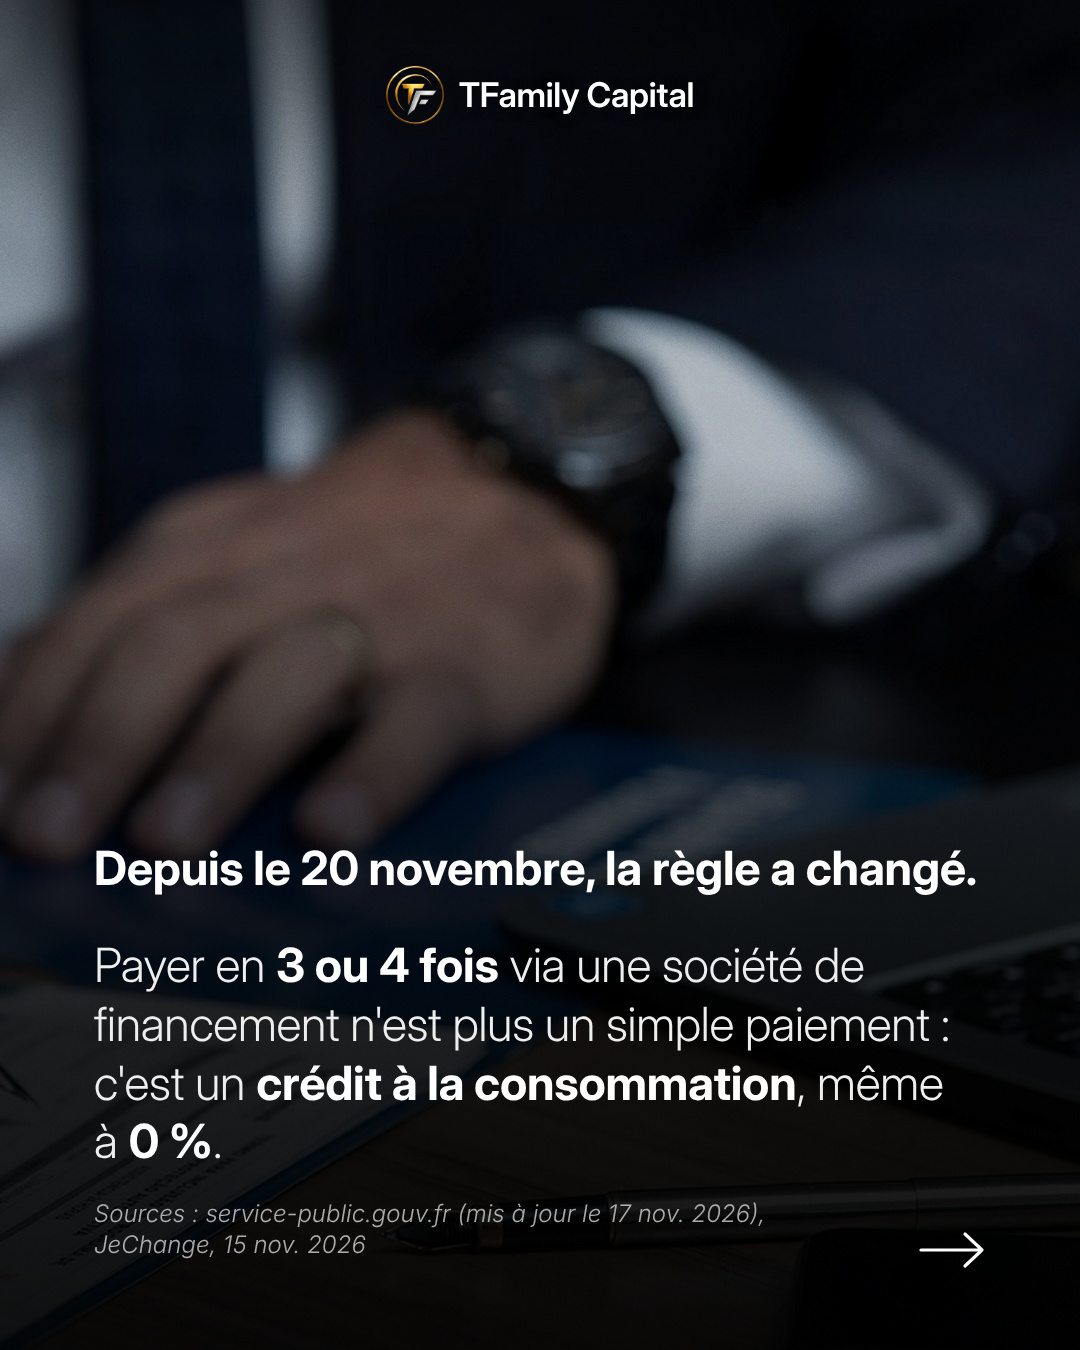 TFamily Capital
Depuis le 20 novembre, la règle a changé.
Payer en 3 ou 4 fois via une société de
financement n'est plus un simple paiement :
c'est un crédit à la consommation, même
à 0 %.
Sources : service-public.gouv.fr (mis à jour le 17 nov. 2026),
JeChange, 15 nov. 2026